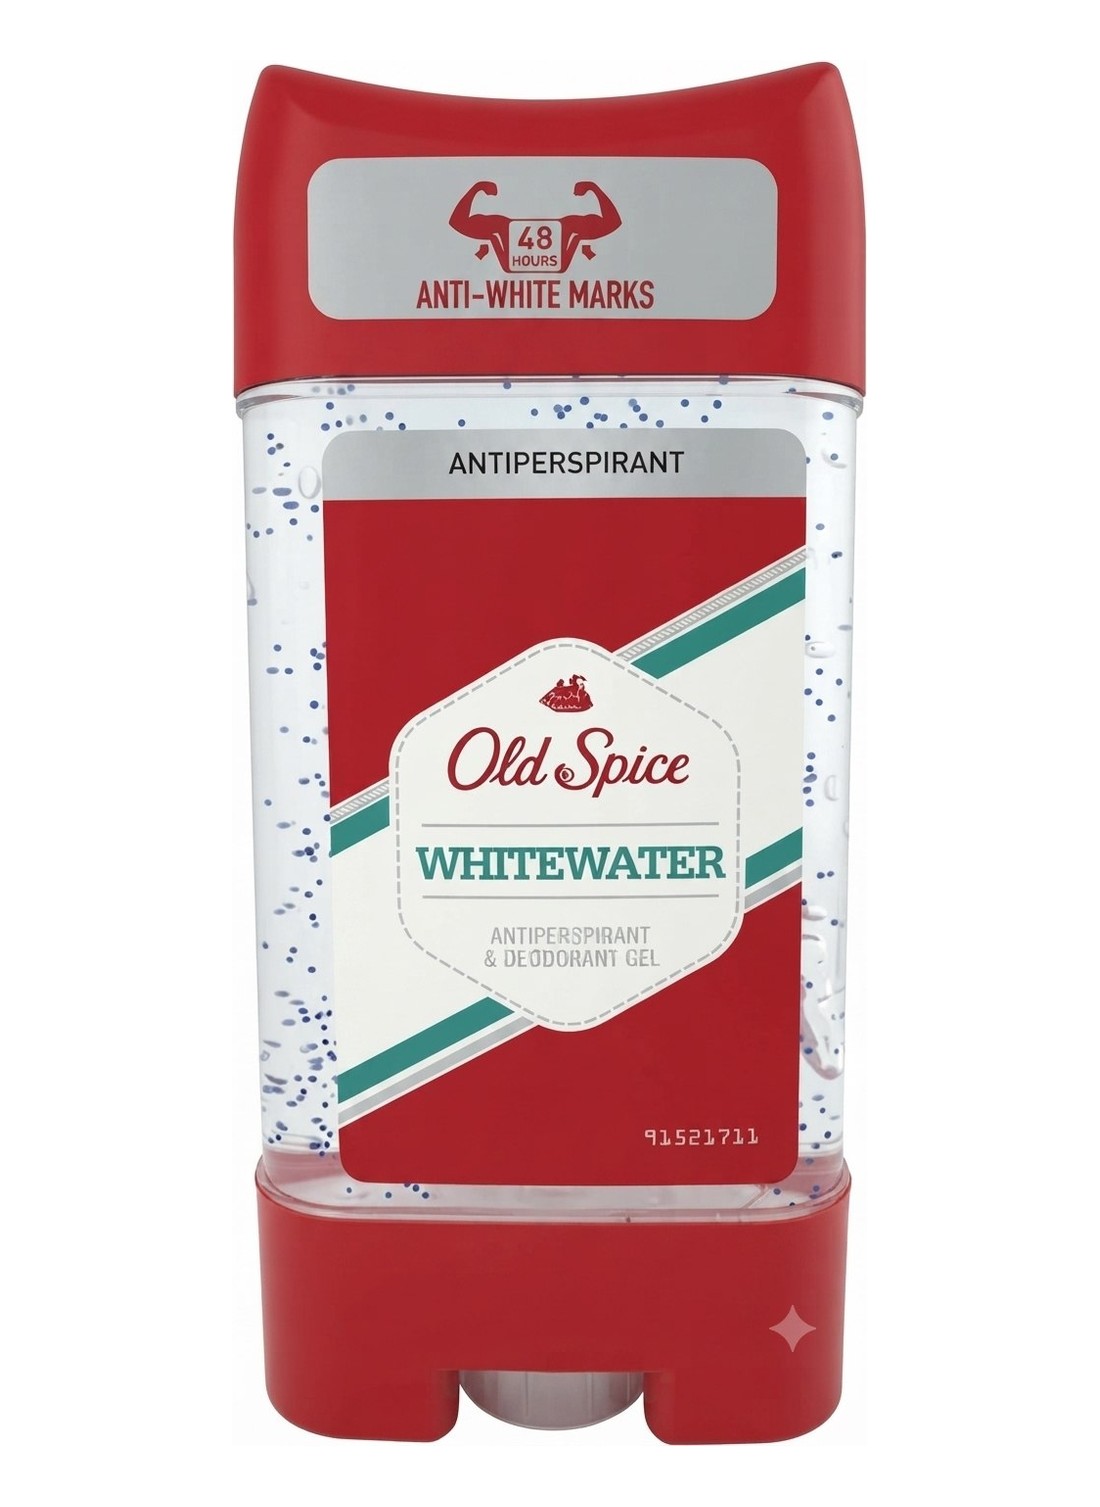 48
HOURS
ANTI-WHITE MARKS
ANTIPERSPIRANT
Old Spice
WHITEWATER
ANTIPERSPIRANT
& DEODORANT GEL
91521711